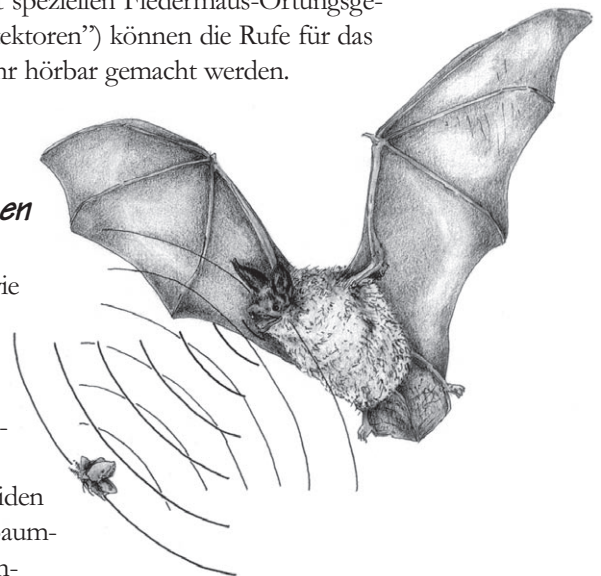 speziellen Fledermaus-Ortungsge-
ektoren”) können die Rufe für das
hr hörbar gemacht werden.
en
ie
-
iden
aum-
n-